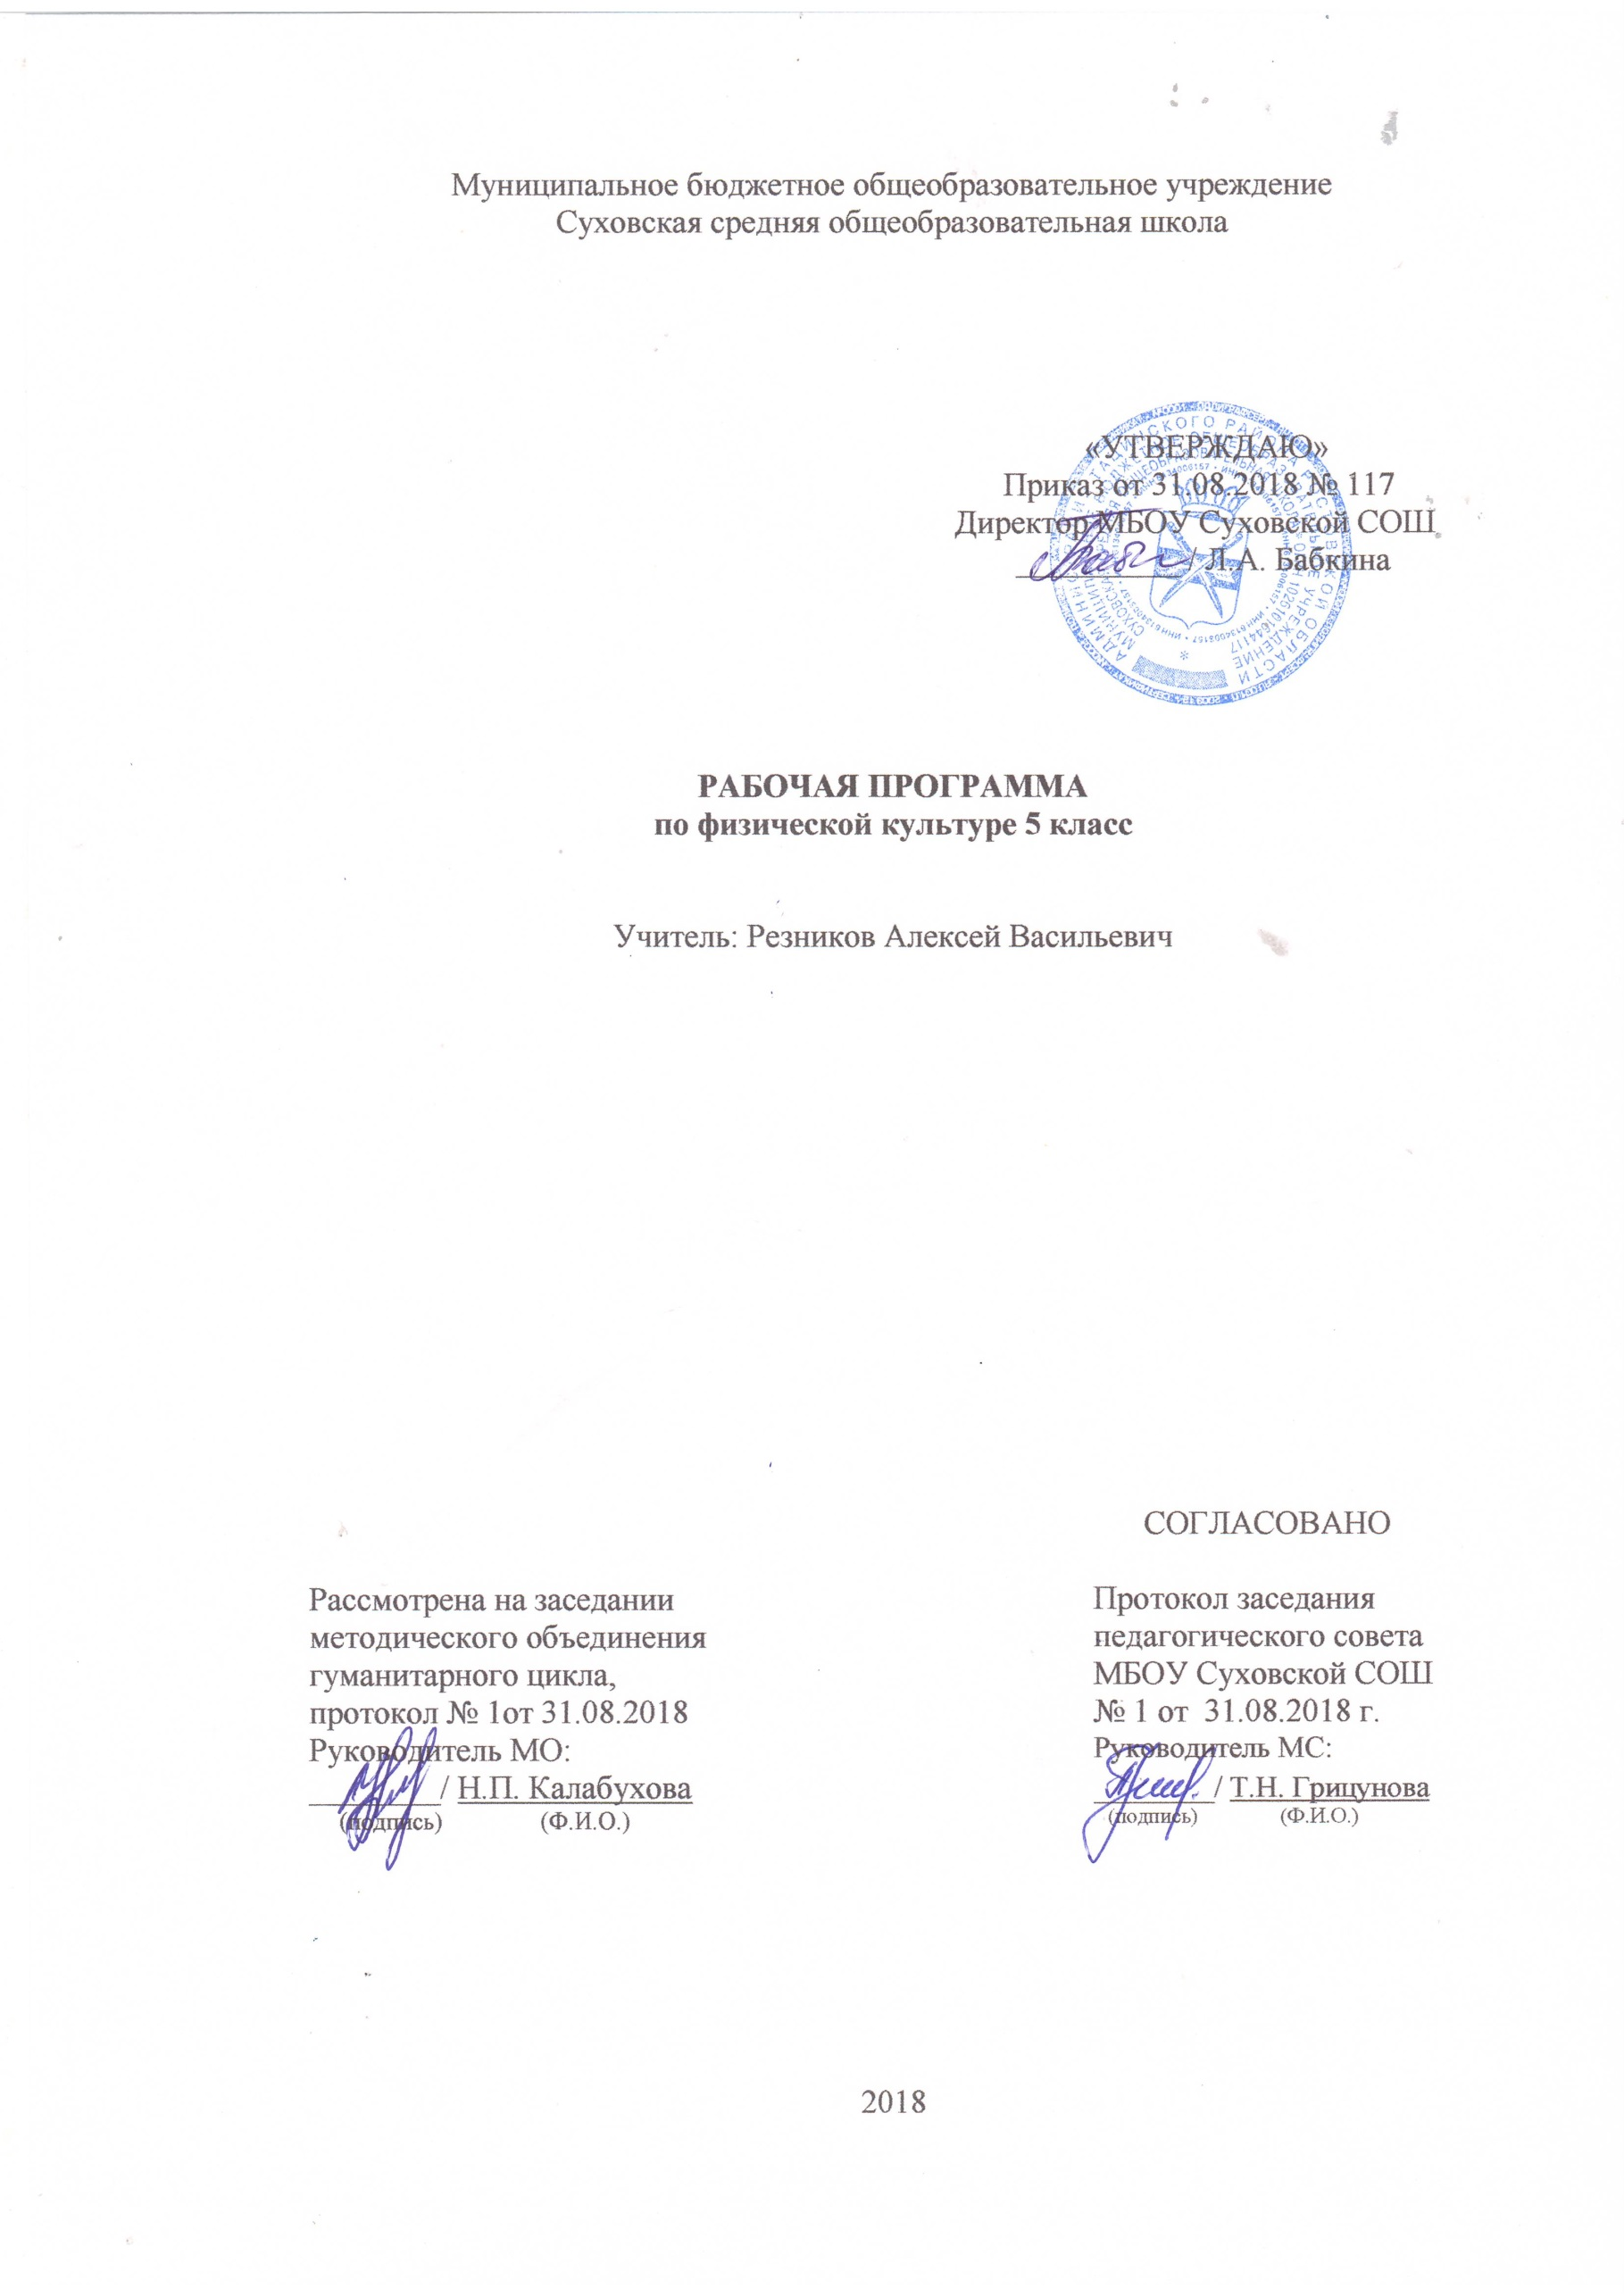 Муниципальное бюджетное общеобразовательное учреждение
Суховская средняя общеобразовательная школа
«УТВЕРЖДАЮ»
Приказ от 31.08.2018 № 117
Директор МБОУ Суховской СОШ
/ Л.А. Бабкина
РАБОЧАЯ ПРОГРАММА
по физической культуре 5 класс
Учитель: Резников Алексей Васильевич
СОГЛАСОВАНО
Рассмотрена на заседании
методического объединения
гуманитарного цикла,
протокол № 1от 31.08.2018
Руководитель МО:
/ Н.П. Калабухова
(подпись) (Ф.И.О.)
Протокол заседания
педагогического совета
МБОУ Суховской СОШ
№ 1 от 31.08.2018 г.
Руководитель МС:
/ Т.Н. Грицунова
(подпись) (Ф.И.О.)
2018